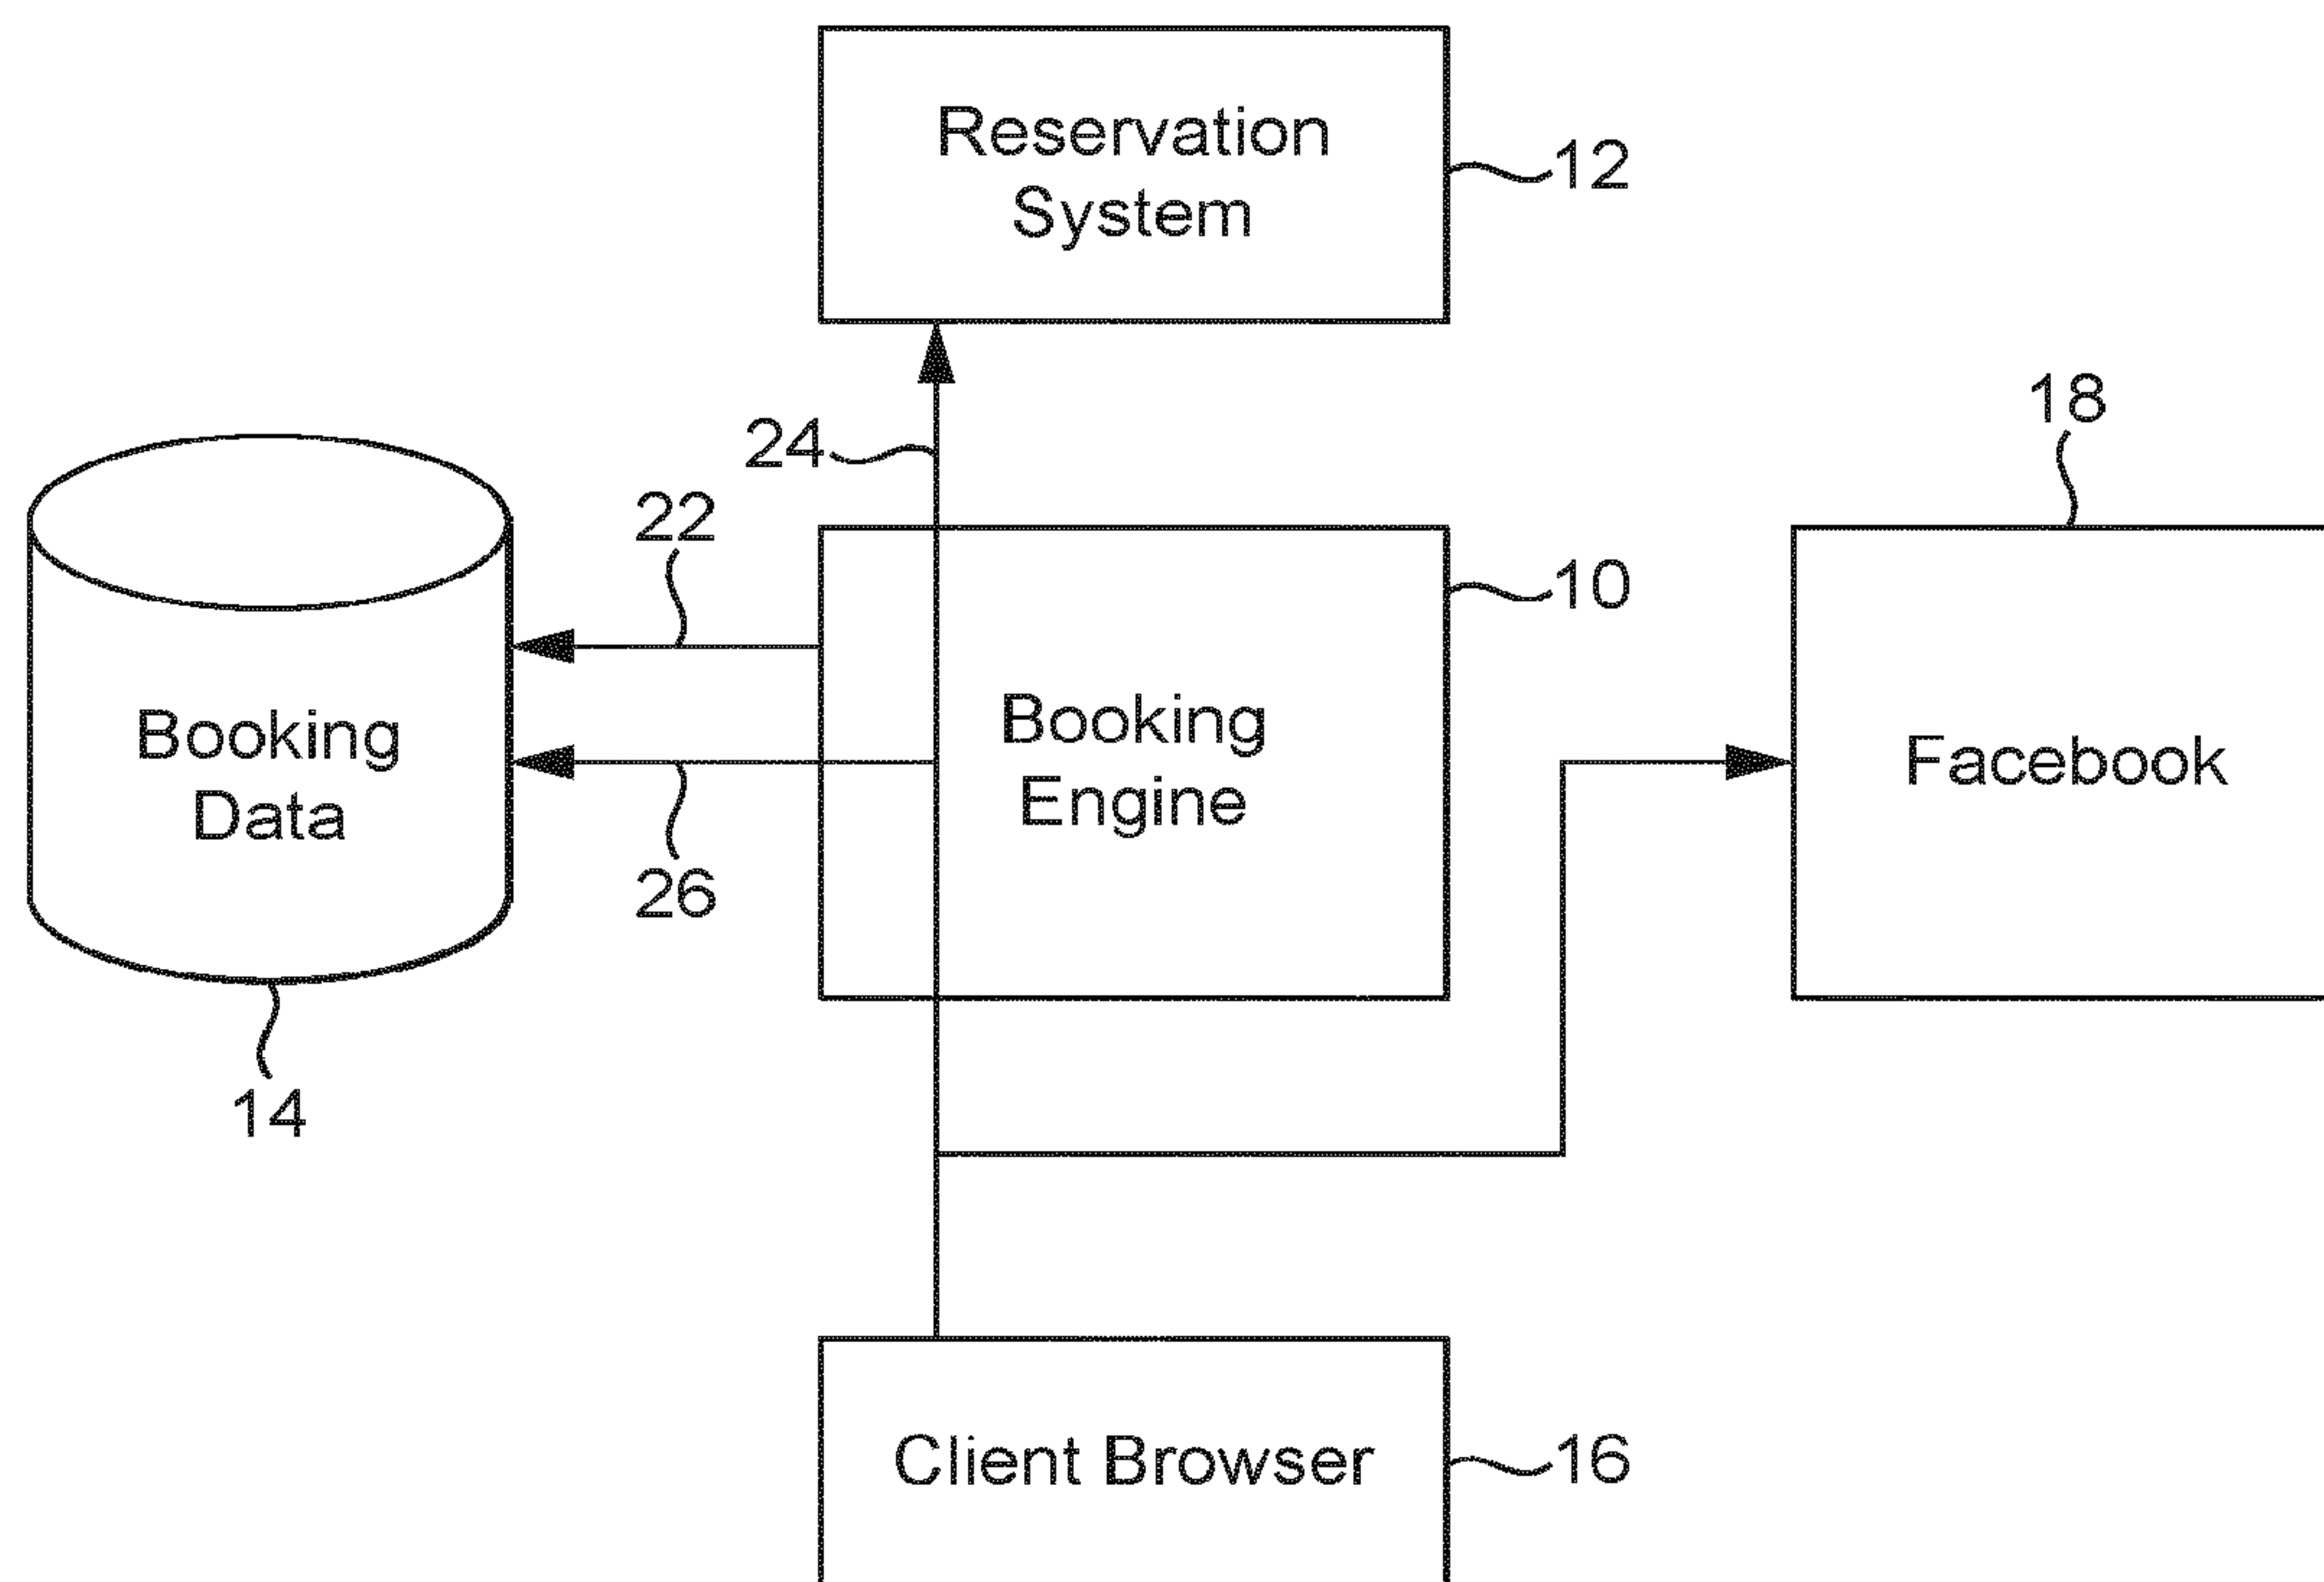 Reservation
System
12
24
18
22
10
Booking
Data
Booking
Engine
Facebook
26
14
Client Browser
16